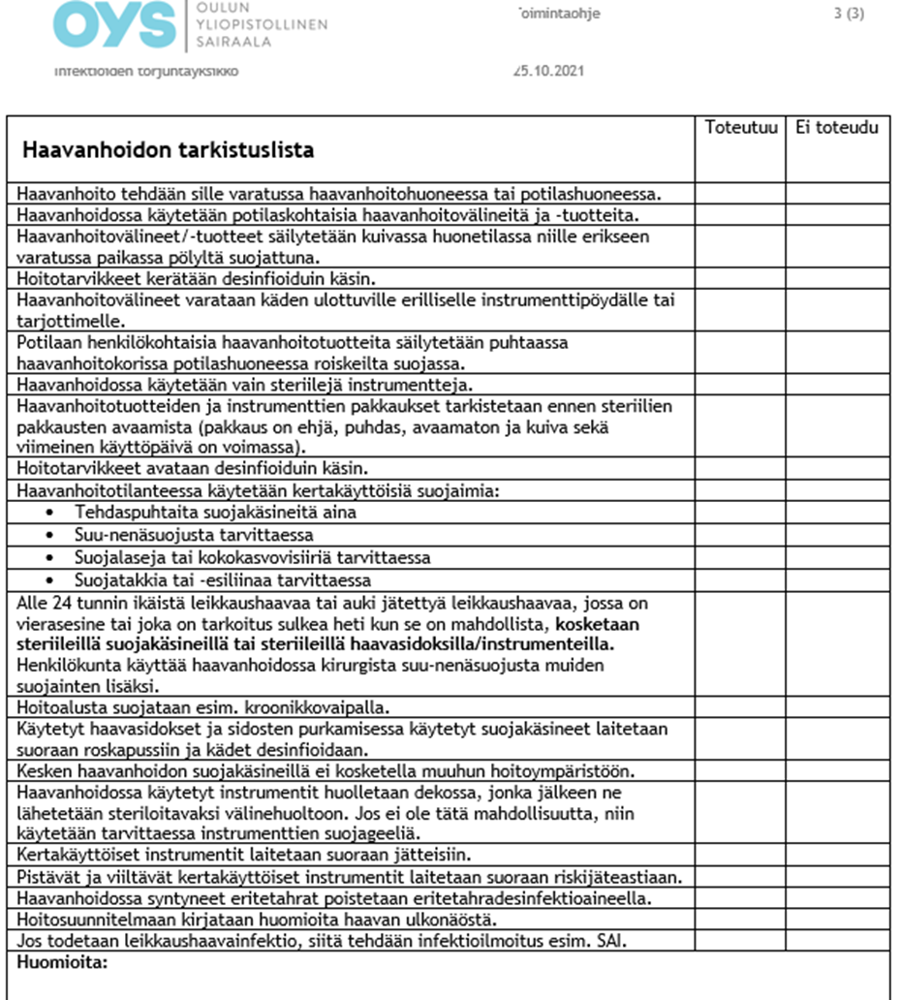 OYS
OULUN
YLIOPISTOLLINEN
SAIRAALA
Toimintaohje
3 (3)
Infektioiden torjuntayksikkö
25.10.2021
Haavanhoidon tarkistuslista
Toteutuu
Ei toteudu
Haavanhoito tehdään sille varatussa haavanhoitohuoneessa tai potilashuoneessa.
Haavanhoidossa käytetään potilaskohtaisia haavanhoitovälineitä ja -tuotteita.
Haavanhoitovälineet/-tuotteet säilytetään kuivassa huonetilassa niille erikseen
varatussa paikassa pölyltä suojattuna.
Hoitotarvikkeet kerätään desinfioiduin käsin.
Haavanhoitovälineet varataan käden ulottuville erilliselle instrumenttipöydälle tai
tarjottimelle.
Potilaan henkilökohtaisia haavanhoitotuotteita säilytetään puhtaassa
haavanhoitokorissa potilashuoneessa roiskeilta suojassa.
Haavanhoidossa käytetään vain steriilejä instrumentteja.
Haavanhoitotuotteiden ja instrumenttien pakkaukset tarkistetaan ennen steriilien
pakkausten avaamista (pakkaus on ehjä, puhdas, avaamaton ja kuiva sekä
viimeinen käyttöpäivä on voimassa).
Hoitotarvikkeet avataan desinfioiduin käsin.
Haavanhoitotilanteessa käytetään kertakäyttöisiä suojaimia:
• Tehdaspuhtaita suojakäsineitä aina
• Suu-nenäsuojusta tarvittaessa
• Suojalaseja tai kokokasvovisiiriä tarvittaessa
• Suojatakkia tai -esiliinaa tarvittaessa
Alle 24 tunnin ikäistä leikkaushaavaa tai auki jätettyä leikkaushaavaa, jossa on
vierasesine tai joka on tarkoitus sulkea heti kun se on mahdollista, kosketaan
steriileillä suojakäsineillä tai steriileillä haavasidoksilla/instrumenteilla.
Henkilökunta käyttää haavanhoidossa kirurgista suu-nenäsuojusta muiden
suojainten lisäksi.
Hoitoalusta suojataan esim. kroonikkovaipalla.
Käytetyt haavasidokset ja sidosten purkamisessa käytetyt suojakäsineet laitetaan
suoraan roskapussiin ja kädet desinfioidaan.
Kesken haavanhoidon suojakäsineillä ei kosketella muuhun hoitoympäristöön.
Haavanhoidossa käytetyt instrumentit huolletaan dekossa, jonka jälkeen ne
lähetetään steriloitavaksi välinehuoltoon. Jos ei ole tätä mahdollisuutta, niin
käytetään tarvittaessa instrumenttien suojageeliä.
Kertakäyttöiset instrumentit laitetaan suoraan jätteisiin.
Pistävät ja viiltävät kertakäyttöiset instrumentit laitetaan suoraan riskijäteastiaan.
Haavanhoidossa syntyneet eritetahrat poistetaan eritetahradesinfektioaineella.
Hoitosuunnitelmaan kirjataan huomioita haavan ulkonäöstä.
Jos todetaan leikkaushaavainfektio, siitä tehdään infektioilmoitus esim. SAI.
Huomioita: